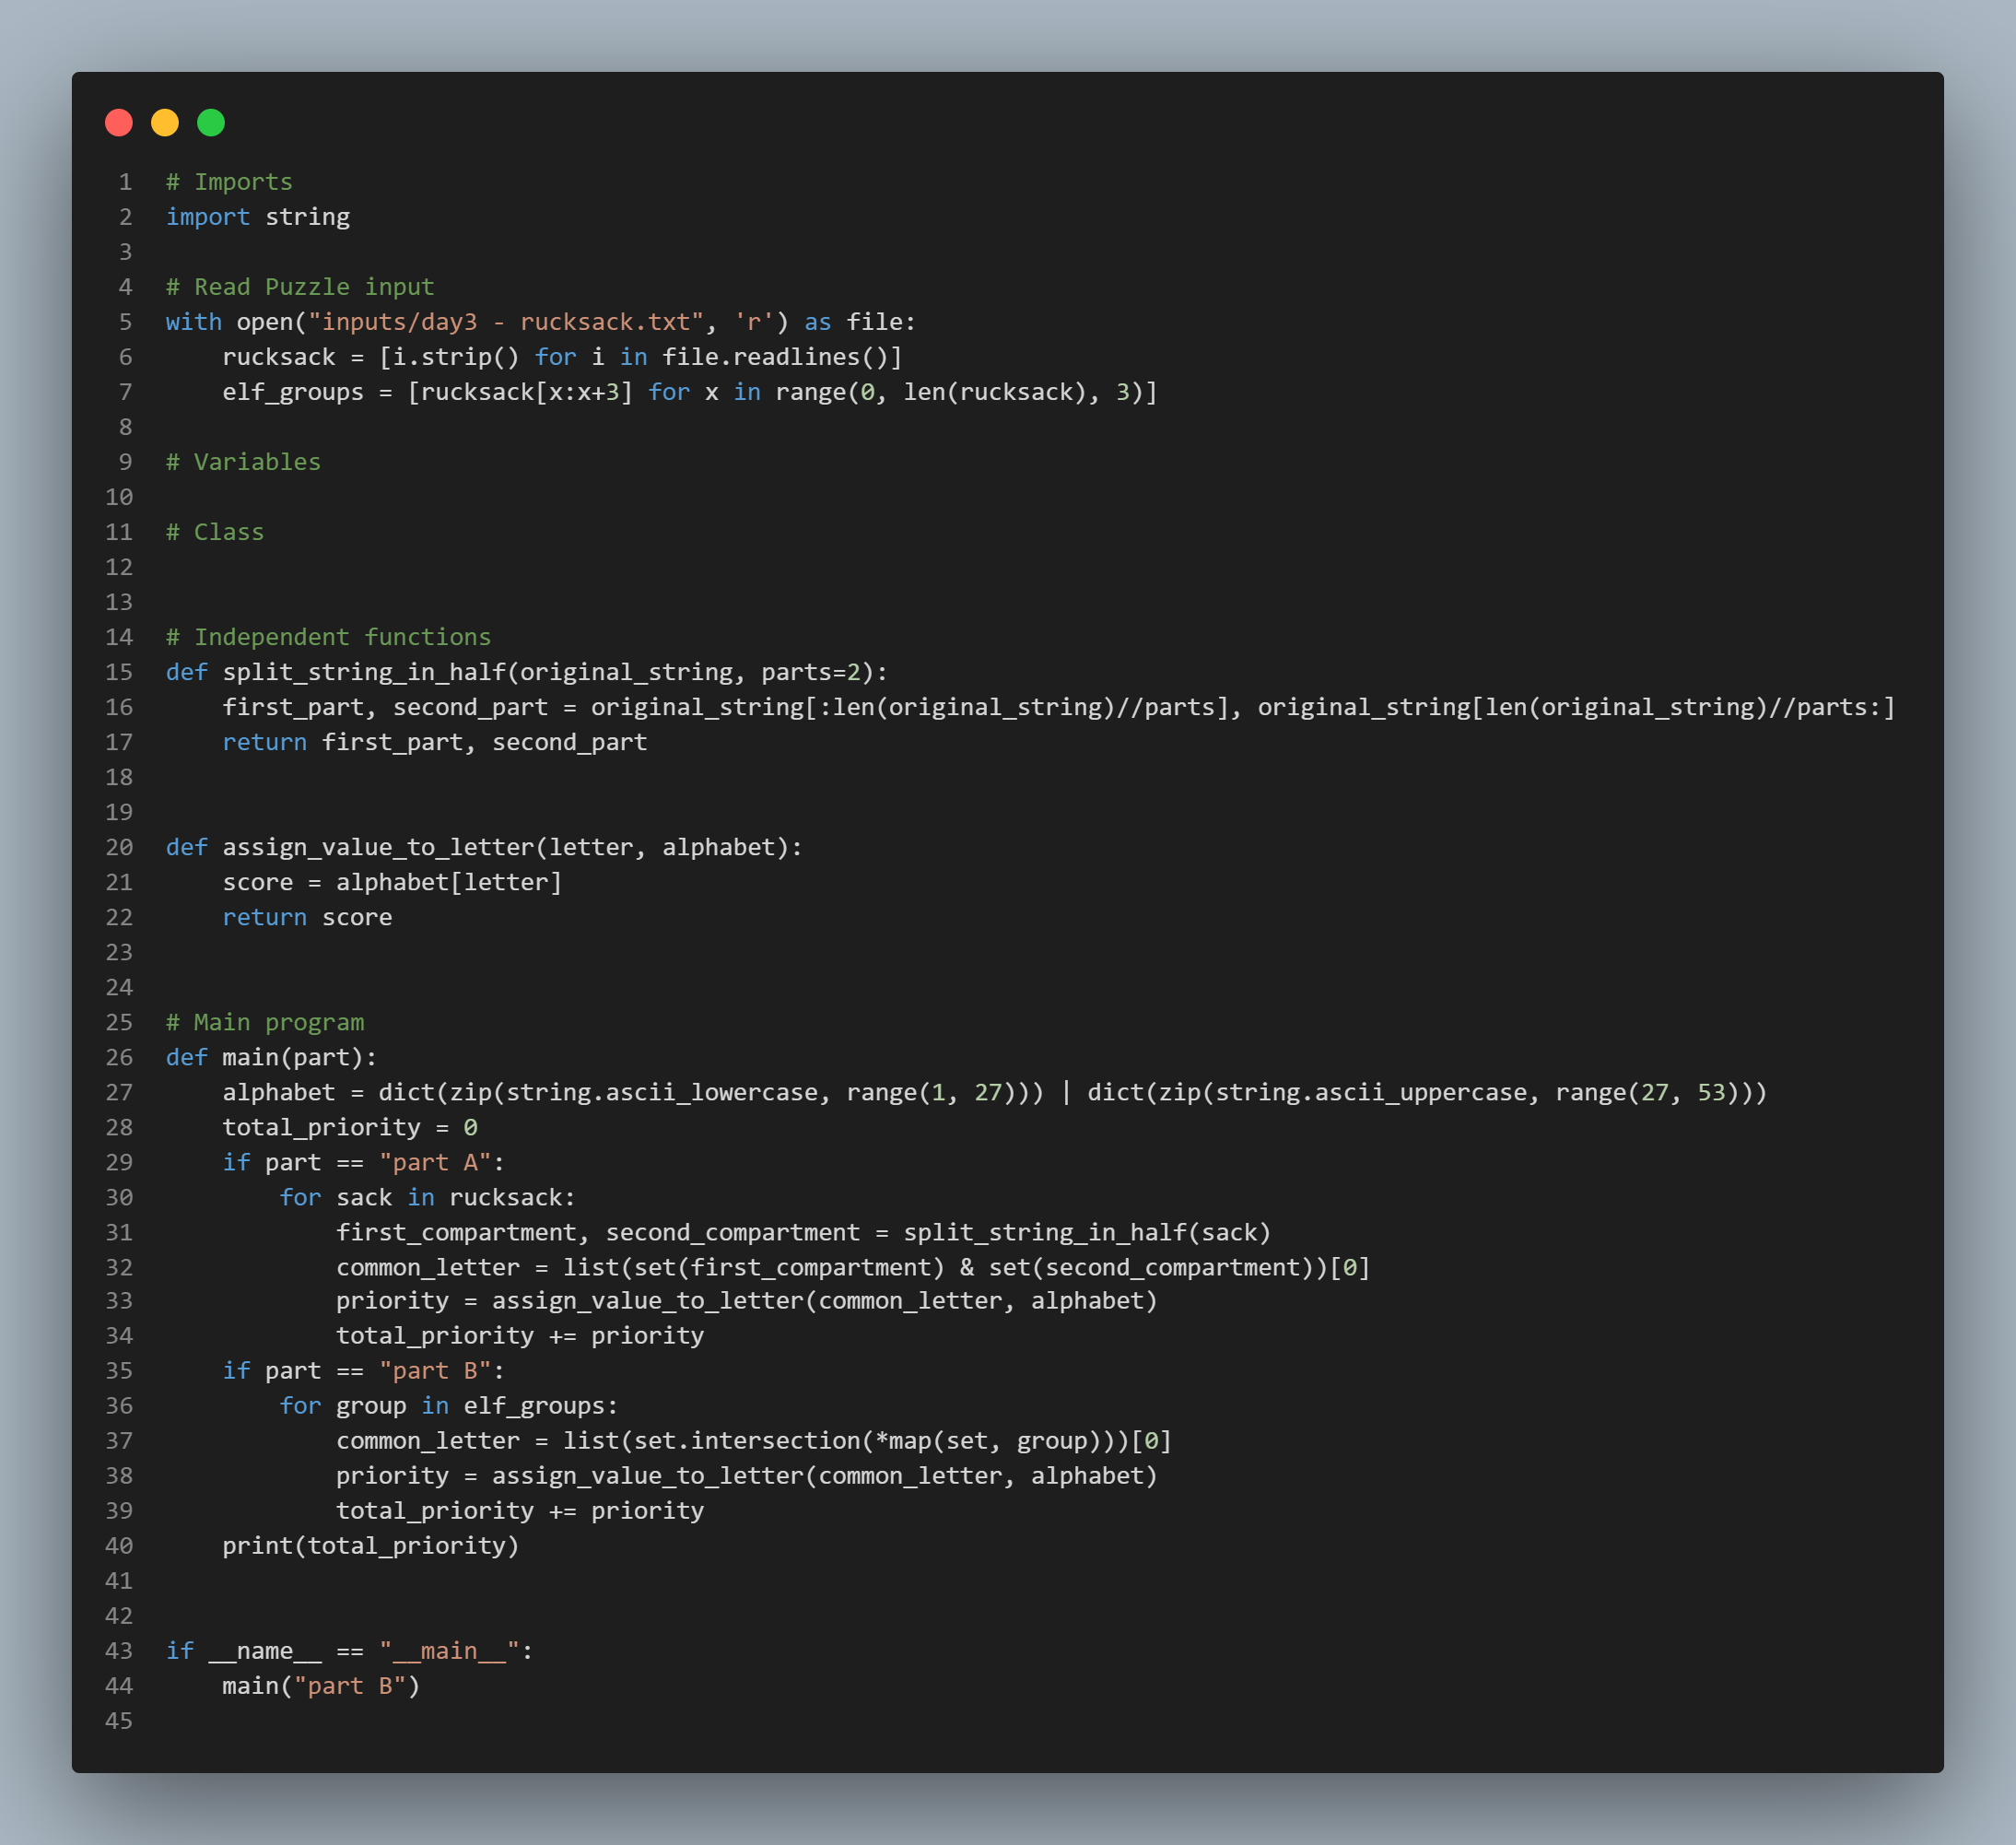 1 # Imports
2 import string
3
4 # Read Puzzle input
5 with open("inputs/day3 - rucksack.txt", 'r') as file:
6     rucksack = [i.strip() for i in file.readlines()]
7     elf_groups = [rucksack[x:x+3] for x in range(0, len(rucksack), 3)]
8
9 # Variables
10
11 # Class
12
13
14 # Independent functions
15 def split_string_in_half(original_string, parts=2):
16     first_part, second_part = original_string[:len(original_string)//parts], original_string[len(original_string)//parts:]
17     return first_part, second_part
18
19
20 def assign_value_to_letter(letter, alphabet):
21     score = alphabet[letter]
22     return score
23
24
25 # Main program
26 def main(part):
27     alphabet = dict(zip(string.ascii_lowercase, range(1, 27))) | dict(zip(string.ascii_uppercase, range(27, 53)))
28     total_priority = 0
29     if part == "part A":
30         for sack in rucksack:
31             first_compartment, second_compartment = split_string_in_half(sack)
32             common_letter = list(set(first_compartment) & set(second_compartment))[0]
33             priority = assign_value_to_letter(common_letter, alphabet)
34             total_priority += priority
35     if part == "part B":
36         for group in elf_groups:
37             common_letter = list(set.intersection(*map(set, group)))[0]
38             priority = assign_value_to_letter(common_letter, alphabet)
39             total_priority += priority
40     print(total_priority)
41
42
43 if __name__ == "__main__":
44     main("part B")
45